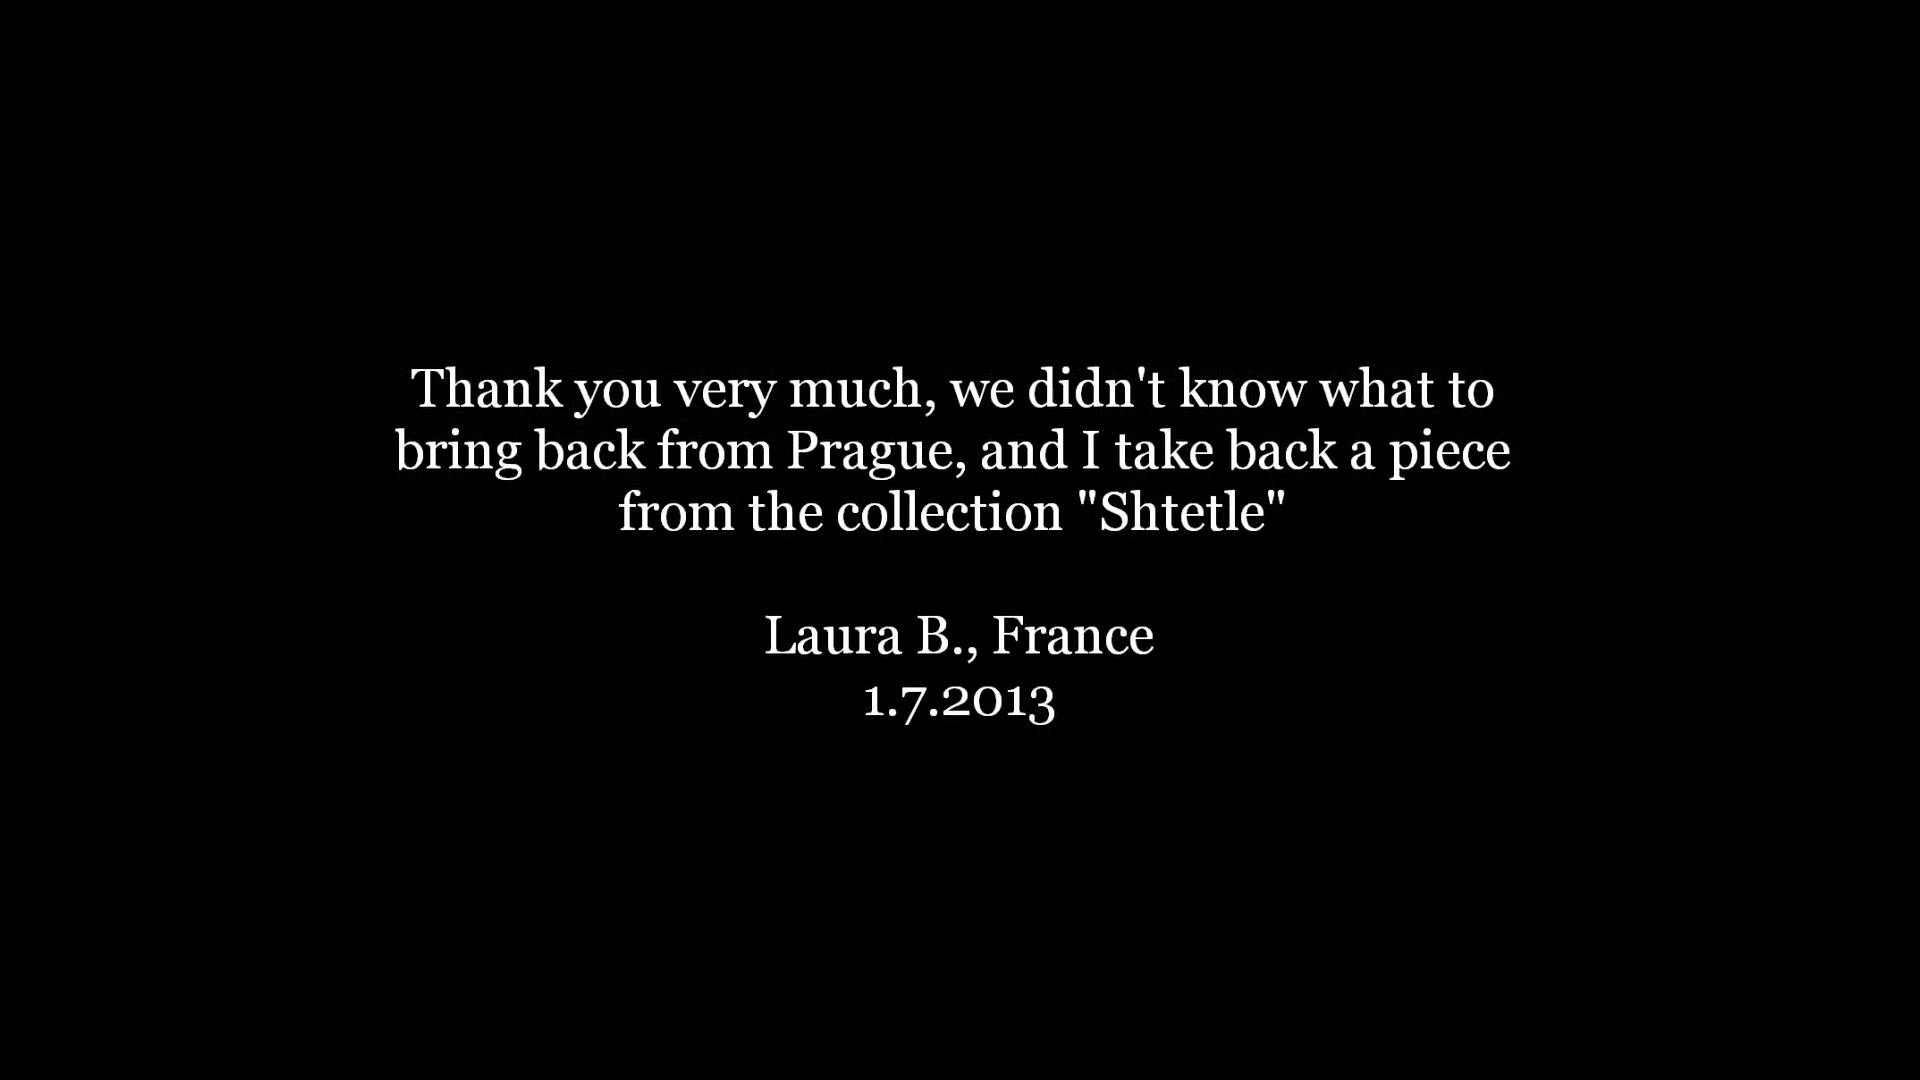 Thank you very much, we didn't know what to
bring back from Prague, and I take back a piece
from the collection "Shtetle"
Laura B., France
1.7.2013